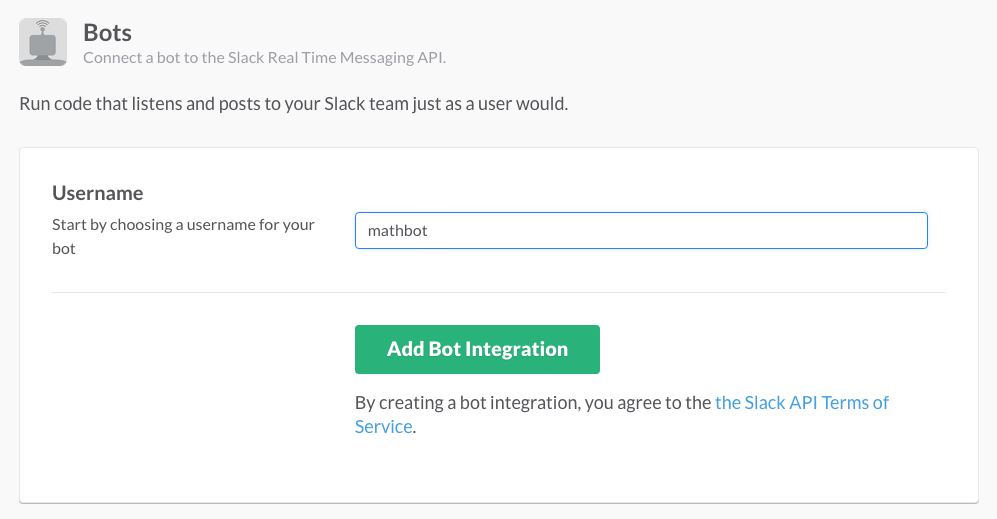 Bots
Connect a bot to the Slack Real Time Messaging API.
Run code that listens and posts to your Slack team just as a user would.
Username
Start by choosing a username for your
bot
mathbot
Add Bot Integration
By creating a bot integration, you agree to the the Slack API Terms of
Service.